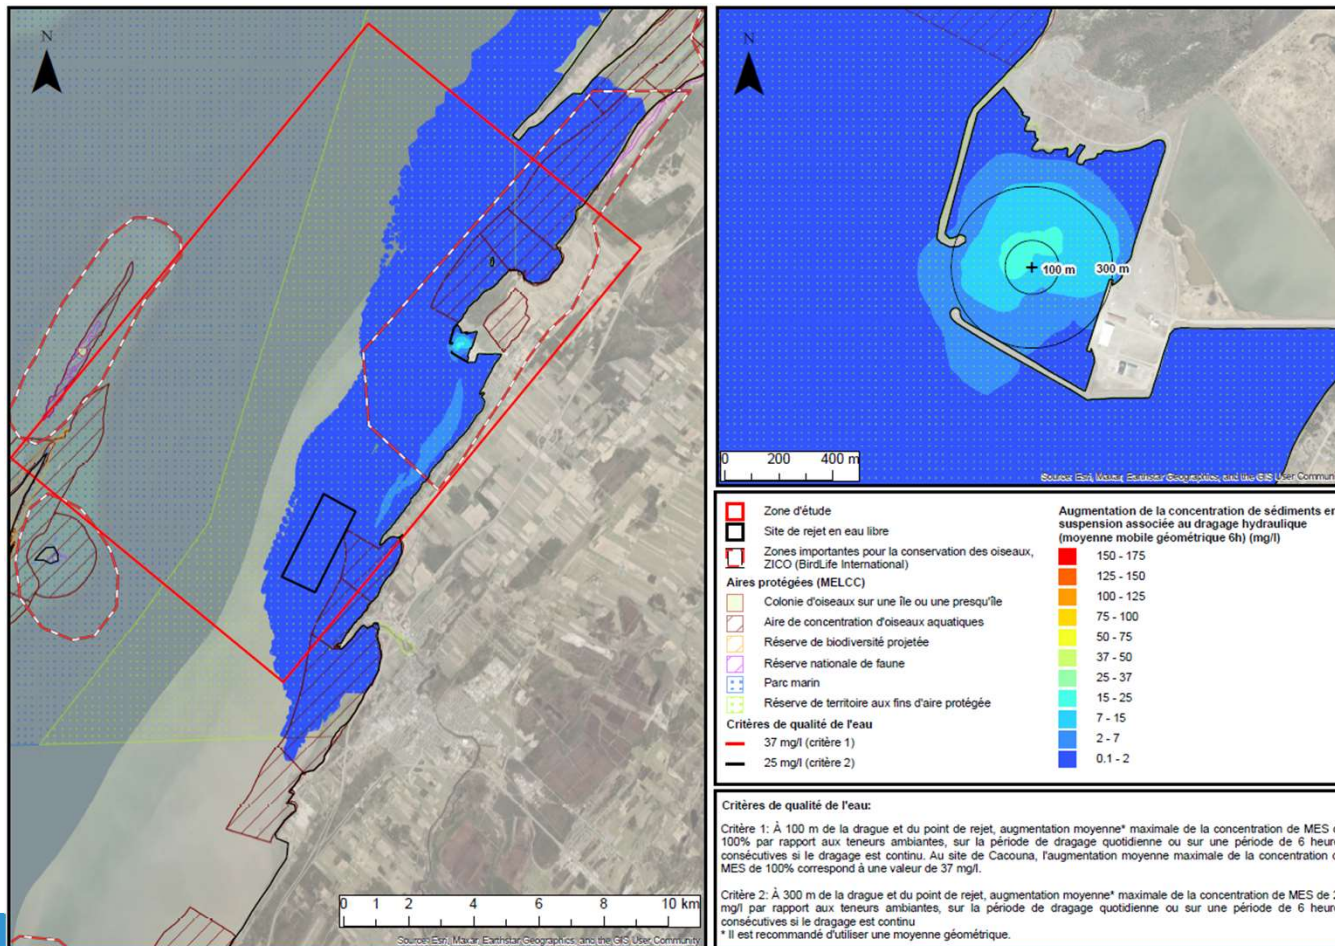 N
0 1 2 4 6 8 10 km
Source: Esri, Maxar, Earthstar Geographics, and the GIS User Community
N
100 m
300 m
0 200 400 m
Source: Esri, Maxar, Earthstar Geographics, and the GIS User Commun
Zone d'étude
Site de rejet en eau libre
Zones importantes pour la conservation des oiseaux,
ZICO (BirdLife International)
Aires protégées (MELCC)
Colonie d'oiseaux sur une île ou une presqu'île
Aire de concentration d'oiseaux aquatiques
Réserve de biodiversité projetée
Réserve nationale de faune
Parc marin
Réserve de territoire aux fins d'aire protégée
Critères de qualité de l'eau
37 mg/l (critère 1)
25 mg/l (critère 2)
Augmentation de la concentration de sédiments en
suspension associée au dragage hydraulique
(moyenne mobile géométrique 6h) (mg/l)
150 - 175
125 - 150
100 - 125
75 - 100
50 - 75
37 - 50
25 - 37
15 - 25
7 - 15
2 - 7
0.1 - 2
Critères de qualité de l'eau:
Critère 1: À 100 m de la drague et du point de rejet, augmentation moyenne* maximale de la concentration de MES
100% par rapport aux teneurs ambiantes, sur la période de dragage quotidienne ou sur une période de 6 heure
consécutives si le dragage est continu. Au site de Cacouna, l'augmentation moyenne maximale de la concentration
MES de 100% correspond à une valeur de 37 mg/l.
Critère 2: À 300 m de la drague et du point de rejet, augmentation moyenne* maximale de la concentration de MES de
mg/l par rapport aux teneurs ambiantes, sur la période de dragage quotidienne ou sur une période de 6 heure
consécutives si le dragage est continu
* Il est recommandé d'utiliser une moyenne géométrique.